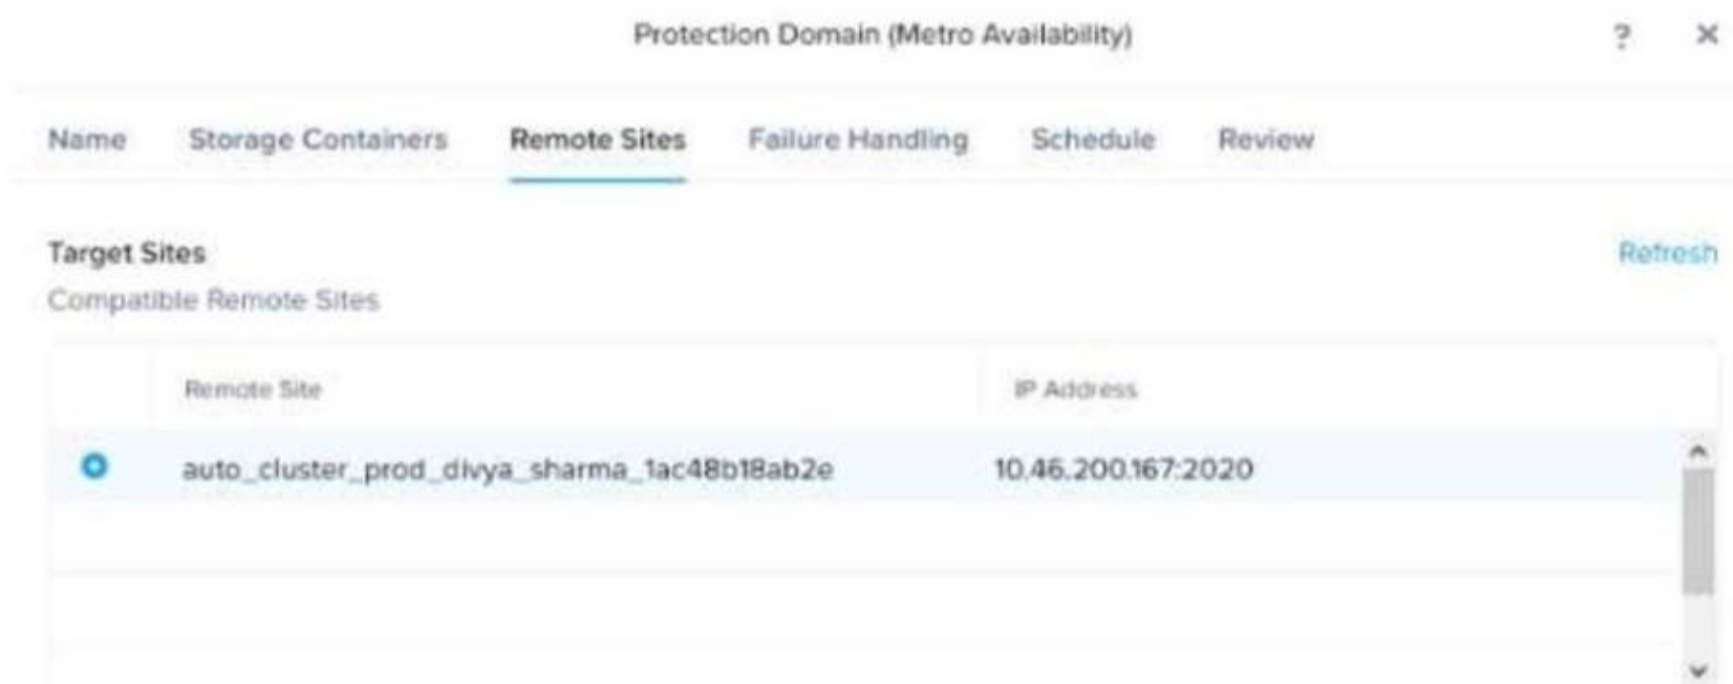 Protection Domain (Metro Availability) ? ×
Name Storage Containers Remote Sites Failure Handling Schedule Review
Target Sites Refresh
Compatible Remote Sites
Remote Site IP Address
auto_cluster_prod_divya_sharma_1ac48b18ab2e 10.46.200.167:2020